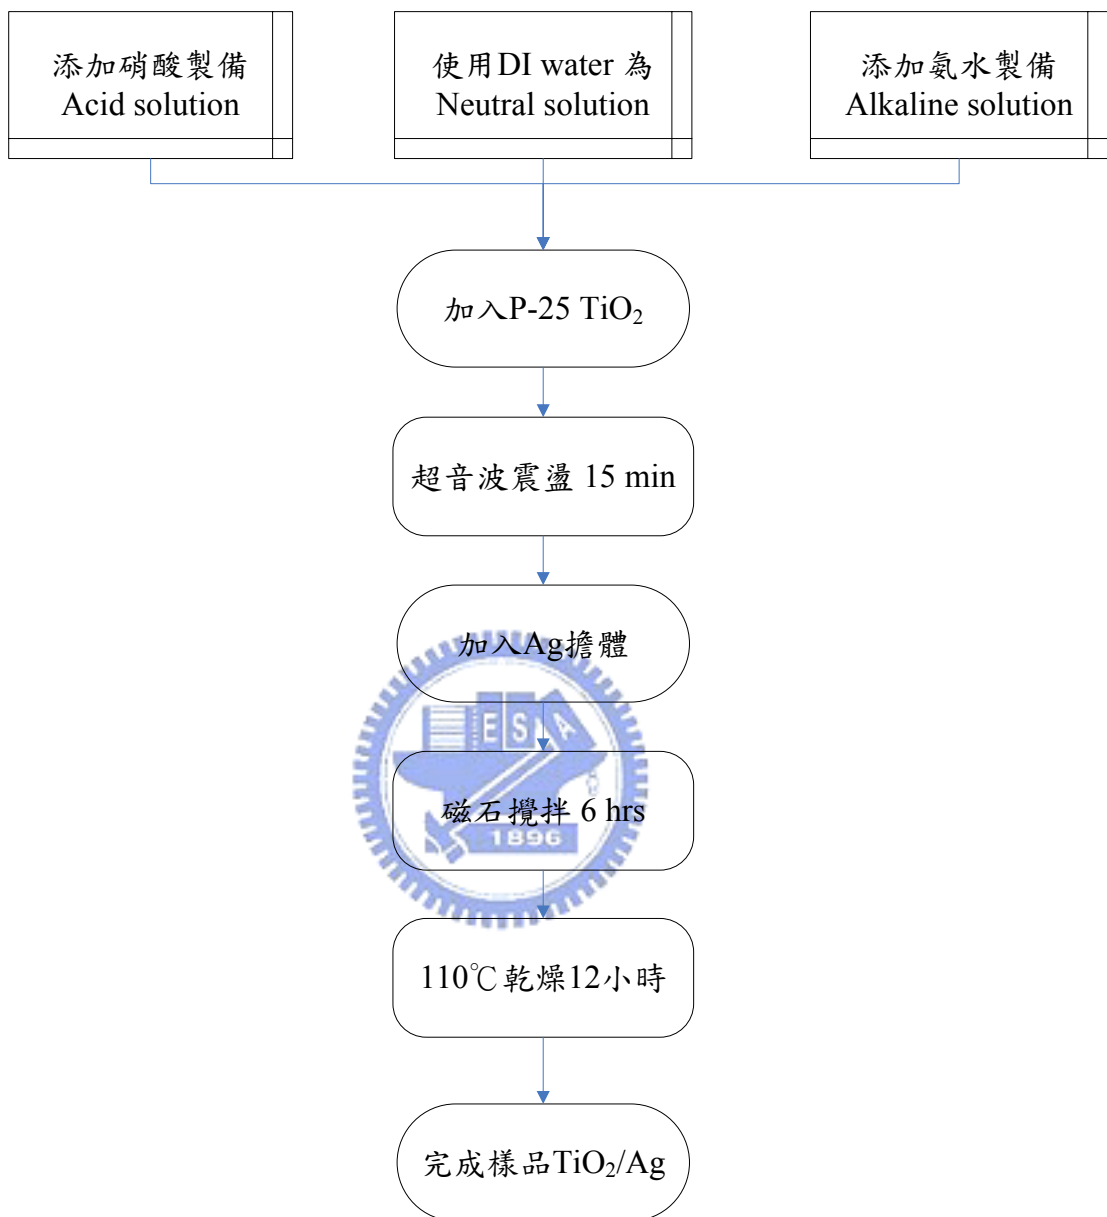 添加硝酸製備
Acid solution
使用DI water 為
Neutral solution
添加氨水製備
Alkaline solution
加入P-25 TiO₂
超音波震盪 15 min
加入Ag擔體
ESA
磁石攪拌 6 hrs
1896
110℃乾燥12小時
完成樣品TiO₂/Ag